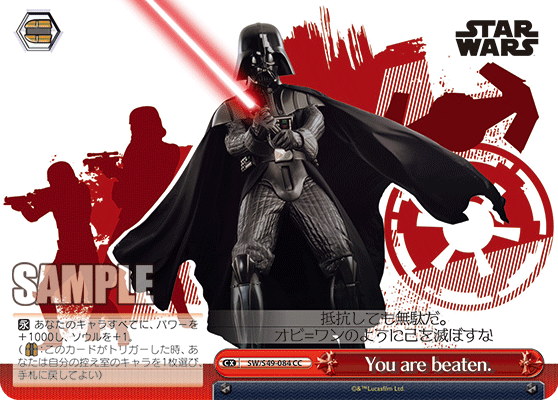 STAR
WARS
SAMPLE
抵抗しても無駄だ。
オビ=ワンのように己を滅ぼすな
永 あなたのキャラすべてに、パワーを
+1000し、ソウルを+1。
( :このカードがトリガーした時、あ
なたは自分の控え室のキャラを1枚選び、
手札に戻してよい)
CX SW/S49-084 CC You are beaten.
©&™Lucasfilm Ltd.